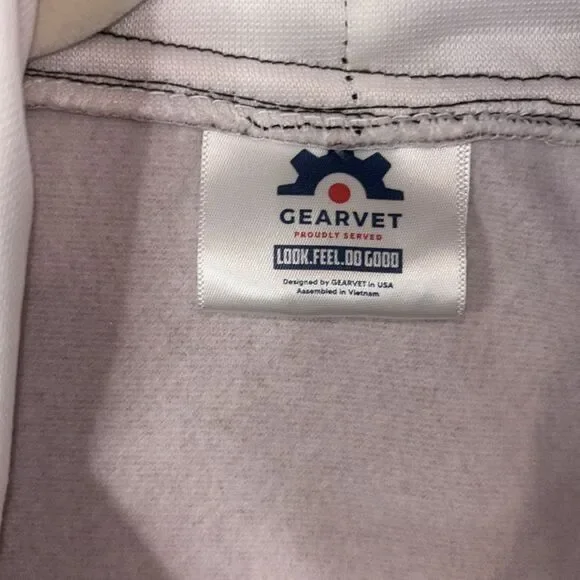 GEARVET
PROUDLY SERVED
LOOK.FEEL.DO GOOD
Designed by GEARVET in USA
Assembled in Vietnam